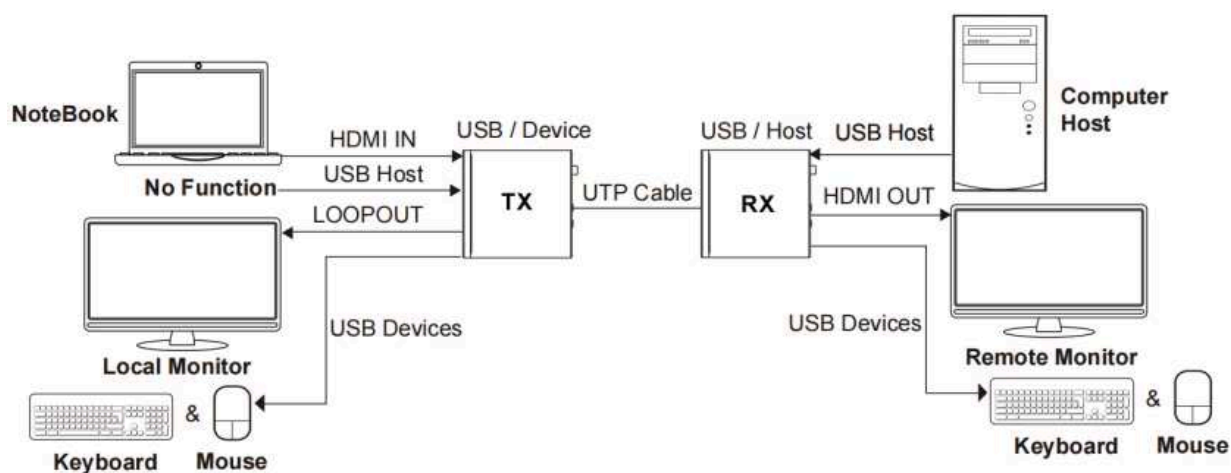 NoteBook
HDMI IN
No Function
USB Host
LOOPOUT
USB / Device
TX
UTP Cable
USB / Host
RX
USB Host
Computer
Host
HDMI OUT
USB Devices
Local Monitor
&
Keyboard
Mouse
USB Devices
Remote Monitor
&
Keyboard
Mouse